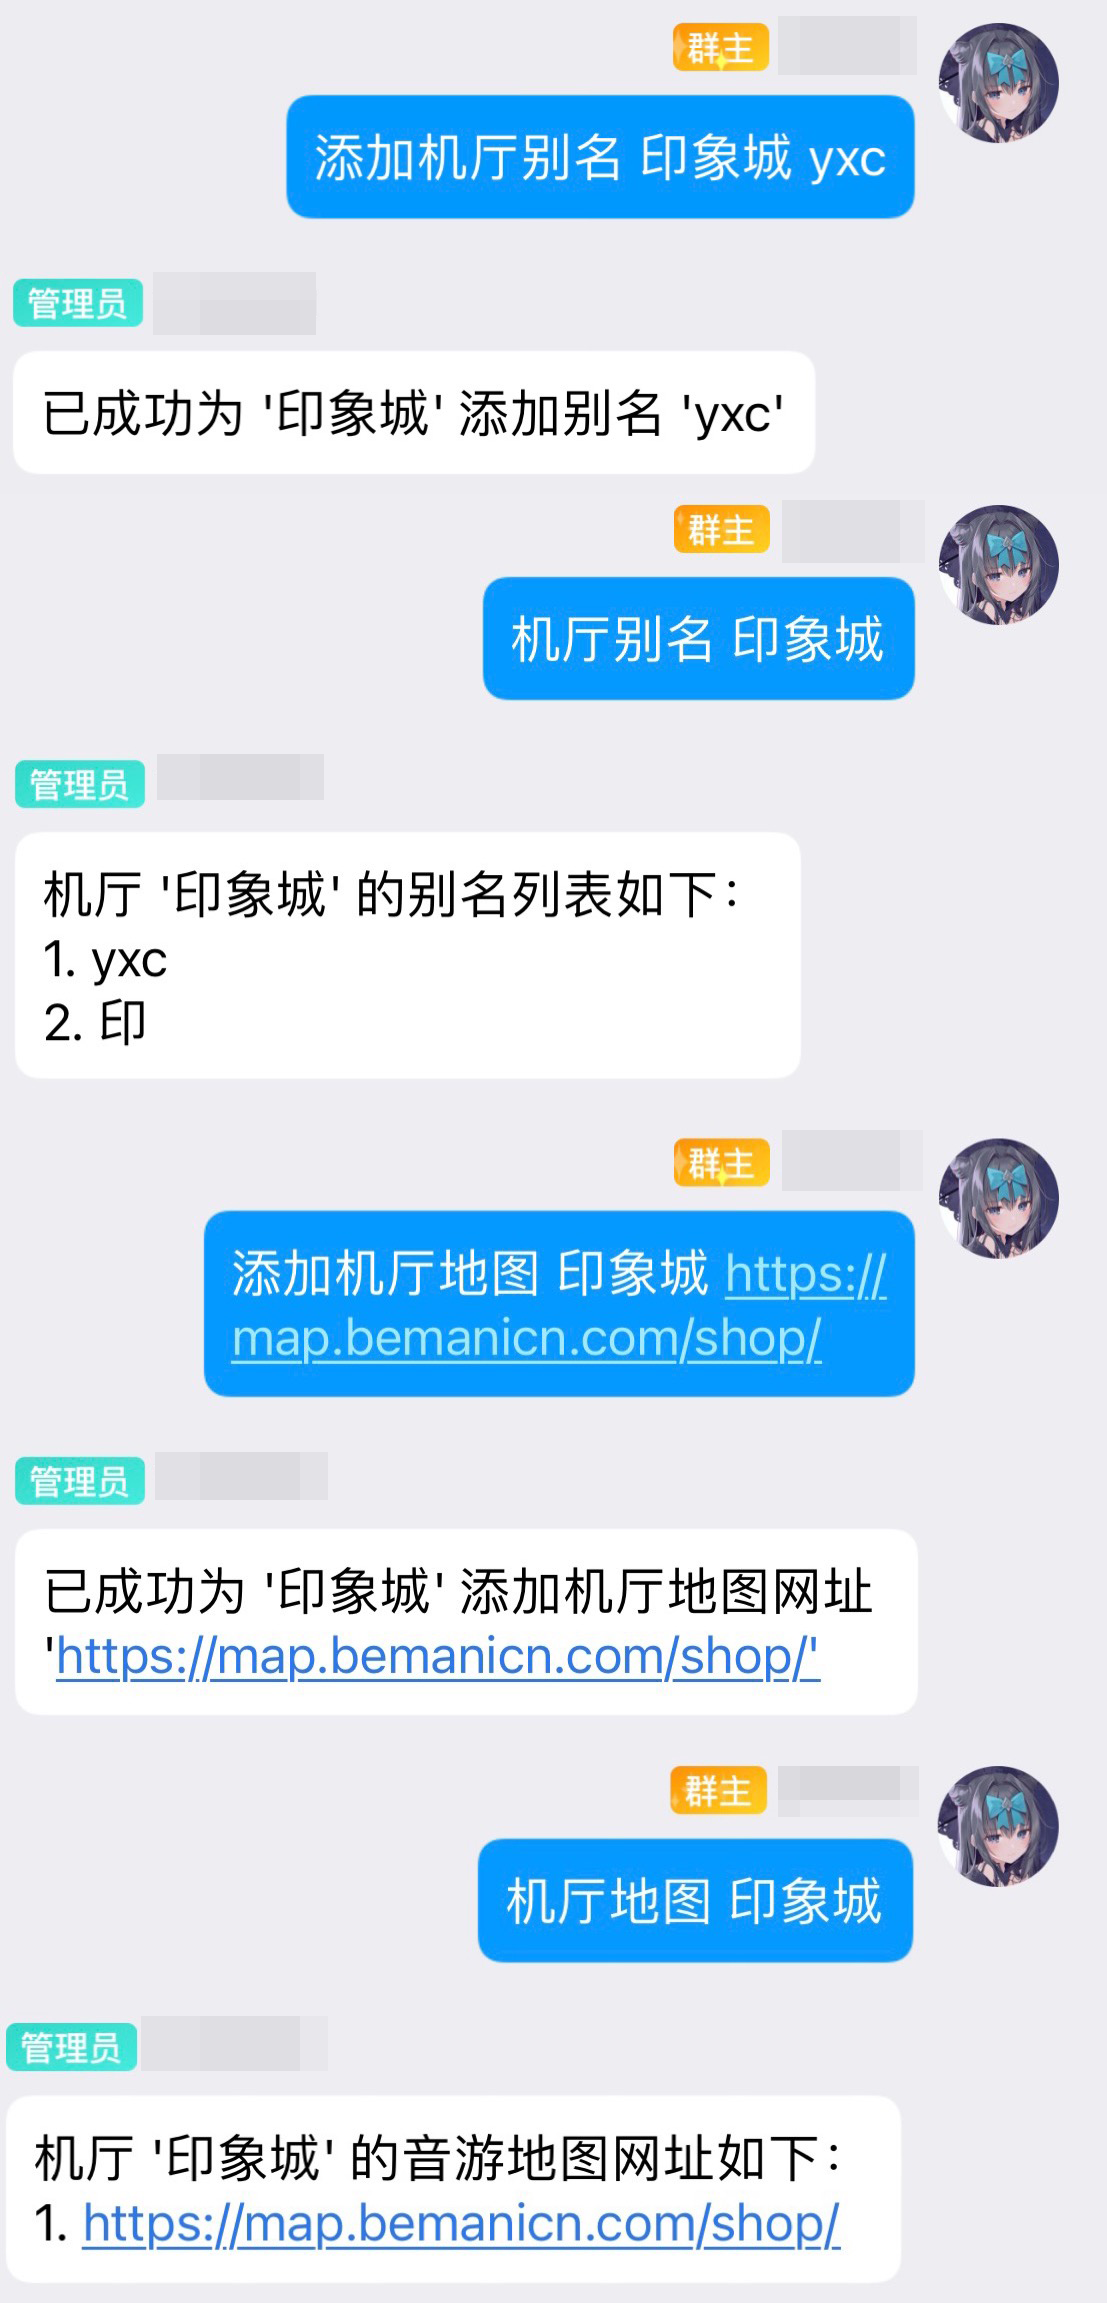 群主
添加机厅别名 印象城 yxc
管理员
已成功为 '印象城' 添加别名 'yxc'
群主
机厅别名 印象城
管理员
机厅 '印象城' 的别名列表如下：
1. yxc
2. 印
群主
添加机厅地图 印象城 https://
map.bemanicn.com/shop/
管理员
已成功为 '印象城' 添加机厅地图网址
'https://map.bemanicn.com/shop/'
群主
机厅地图 印象城
管理员
机厅 '印象城' 的音游地图网址如下：
1. https://map.bemanicn.com/shop/